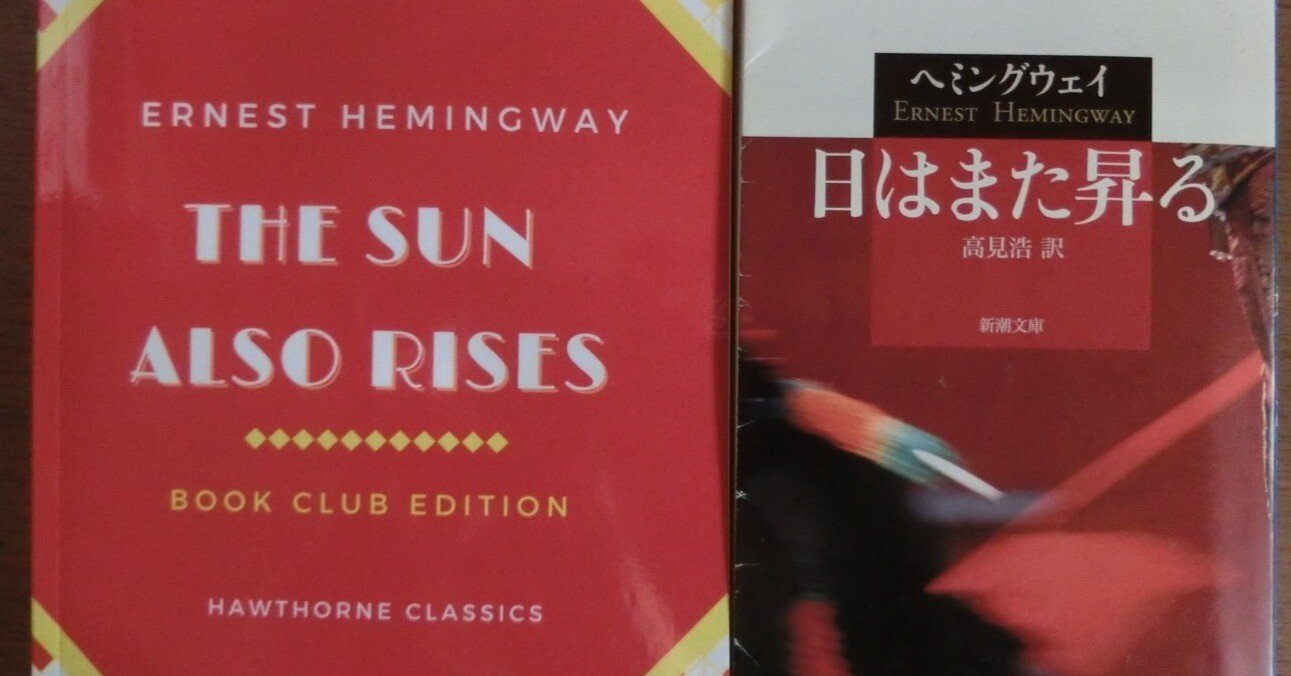 ERNEST HEMINGWAY
THE SUN
ALSO RISES
BOOK CLUB EDITION
HAWTHORNE CLASSICS
ヘミングウェイ
ERNEST HEMINGWAY
日はまた昇る
高見浩 訳
新潮文庫